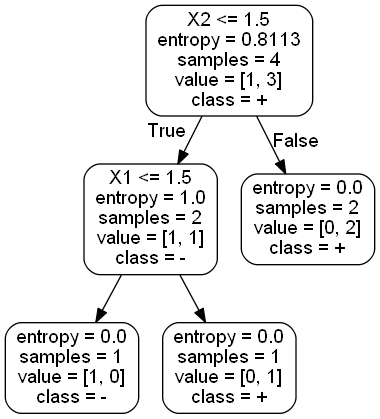 X2 <= 1.5
entropy = 0.8113
samples = 4
value = [1, 3]
class = +
True
False
X1 <= 1.5
entropy = 1.0
samples = 2
value = [1, 1]
class = -
entropy = 0.0
samples = 2
value = [0, 2]
class = +
entropy = 0.0
samples = 1
value = [1, 0]
class = -
entropy = 0.0
samples = 1
value = [0, 1]
class = +